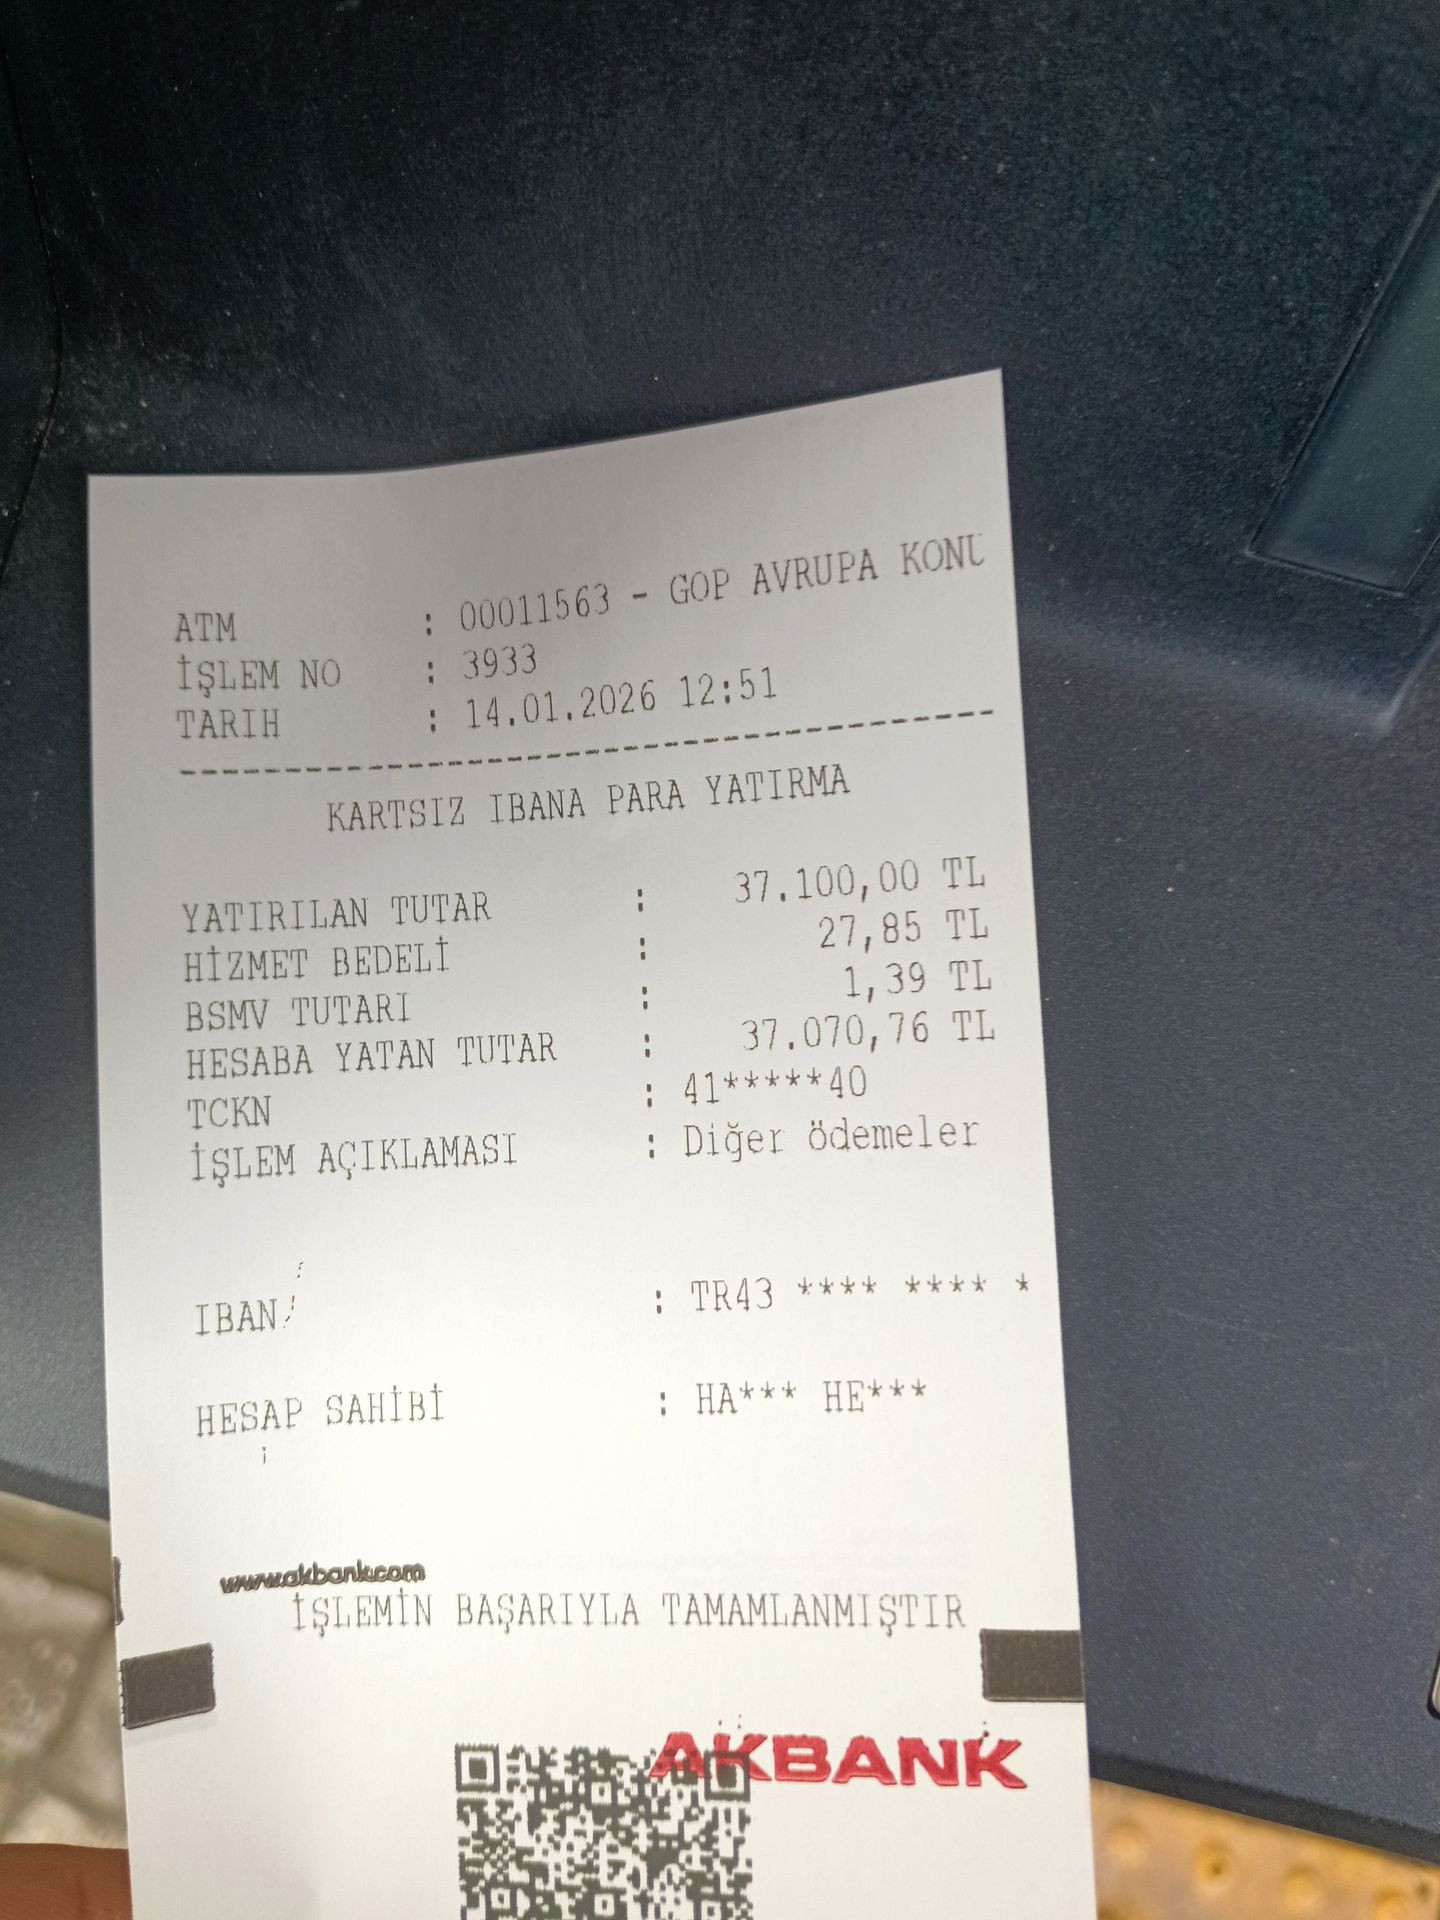 ATM : 00011563 - GOP AVRUPA KONU
İŞLEM NO : 3933
TARIH : 14.01.2026 12:51
--------------------------------
KARTSIZ IBANA PARA YATIRMA
YATIRILAN TUTAR : 37.100,00 TL
HİZMET BEDELİ : 27,85 TL
BSMV TUTARI : 1,39 TL
HESABA YATAN TUTAR : 37.070,76 TL
TCKN : 41*****40
İŞLEM AÇIKLAMASI : Diğer ödemeler
IBAN : TR43 **** **** *
HESAP SAHİBİ : HA*** HE***
www.akbank.com
İŞLEMİN BAŞARIYLA TAMAMLANMIŞTIR
AKBANK